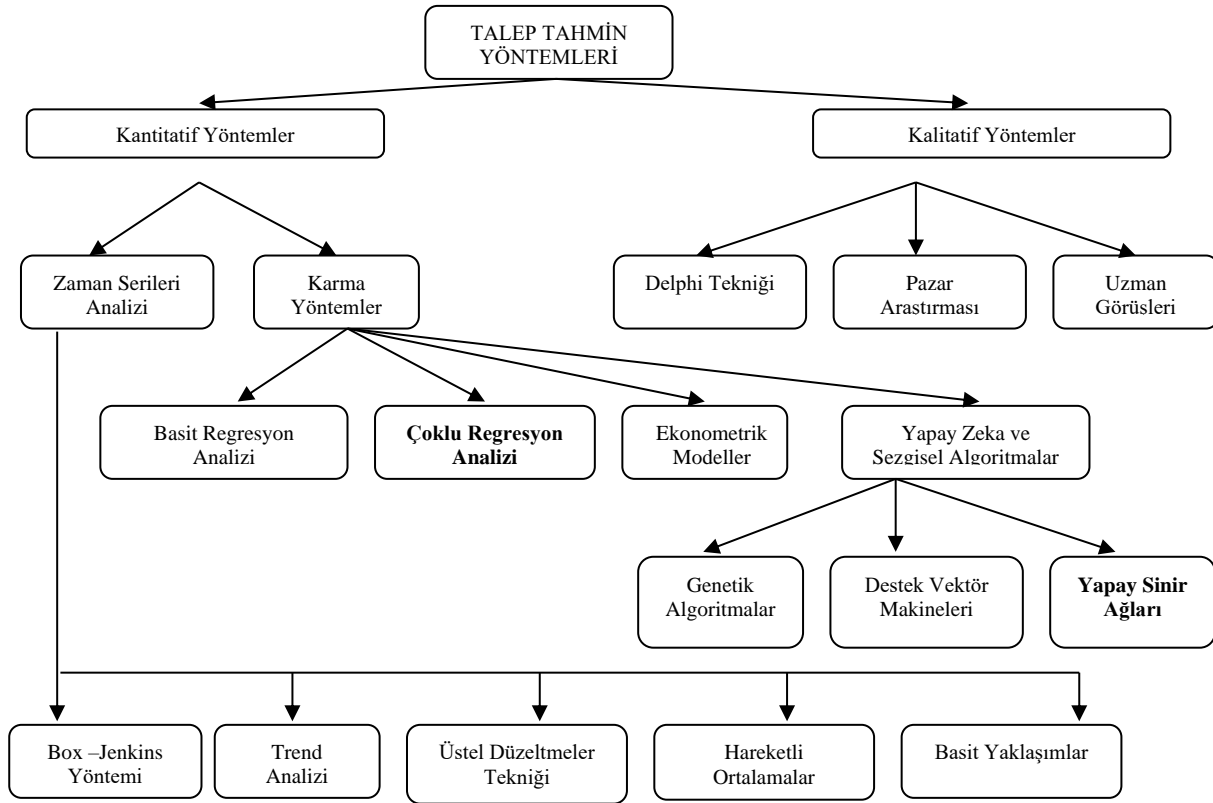 TALEP TAHMİN
YÖNTEMLERİ
Kantitatif Yöntemler
Kalitatif Yöntemler
Zaman Serileri
Analizi
Karma
Yöntemler
Delphi Tekniği
Pazar
Arastırması
Uzman
Görüsleri
Basit Regresyon
Analizi
Çoklu Regresyon
Analizi
Ekonometrik
Modeller
Yapay Zeka ve
Sezgisel Algoritmalar
Genetik
Algoritmalar
Destek Vektör
Makineleri
Yapay Sinir
Ağları
Box –Jenkins
Yöntemi
Trend
Analizi
Üstel Düzeltmeler
Tekniği
Hareketli
Ortalamalar
Basit Yaklaşımlar